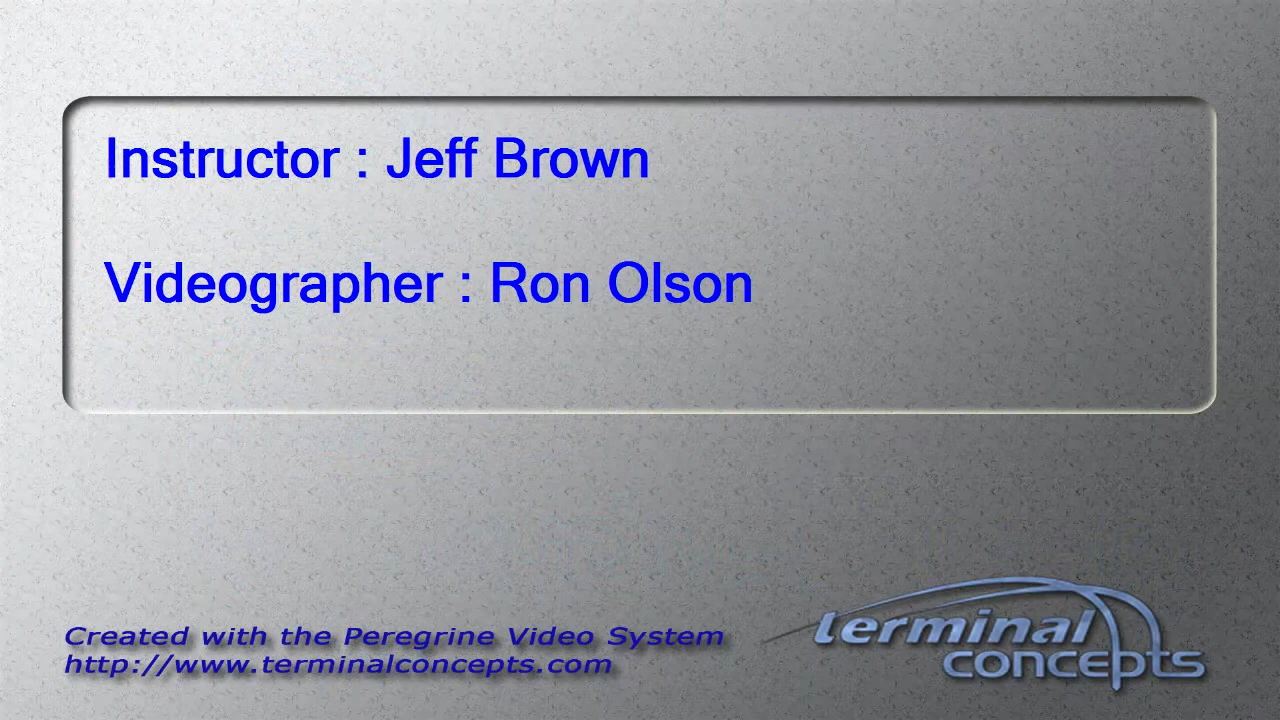 Instructor : Jeff Brown
Videographer : Ron Olson
Created with the Peregrine Video System
http://www.terminalconcepts.com
terminal
concepts